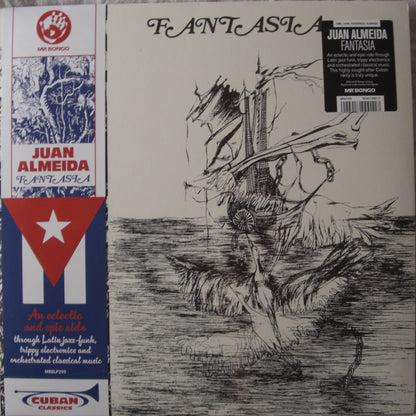 MR BONGO
JUAN
ALMEIDA
FANTASIA
An eclectic
and epic ride
through Latin jazz-funk,
trippy electronics and
orchestrated classical music
MRBLP295
CUBAN
CLASSICS
FANTASIA
JUAN ALMEIDA
FANTASIA
An eclectic and epic ride through
Latin jazz-funk, trippy electronics
and orchestrated classical music.
This highly sought-after Cuban
rarity is truly unique.
MR BONGO